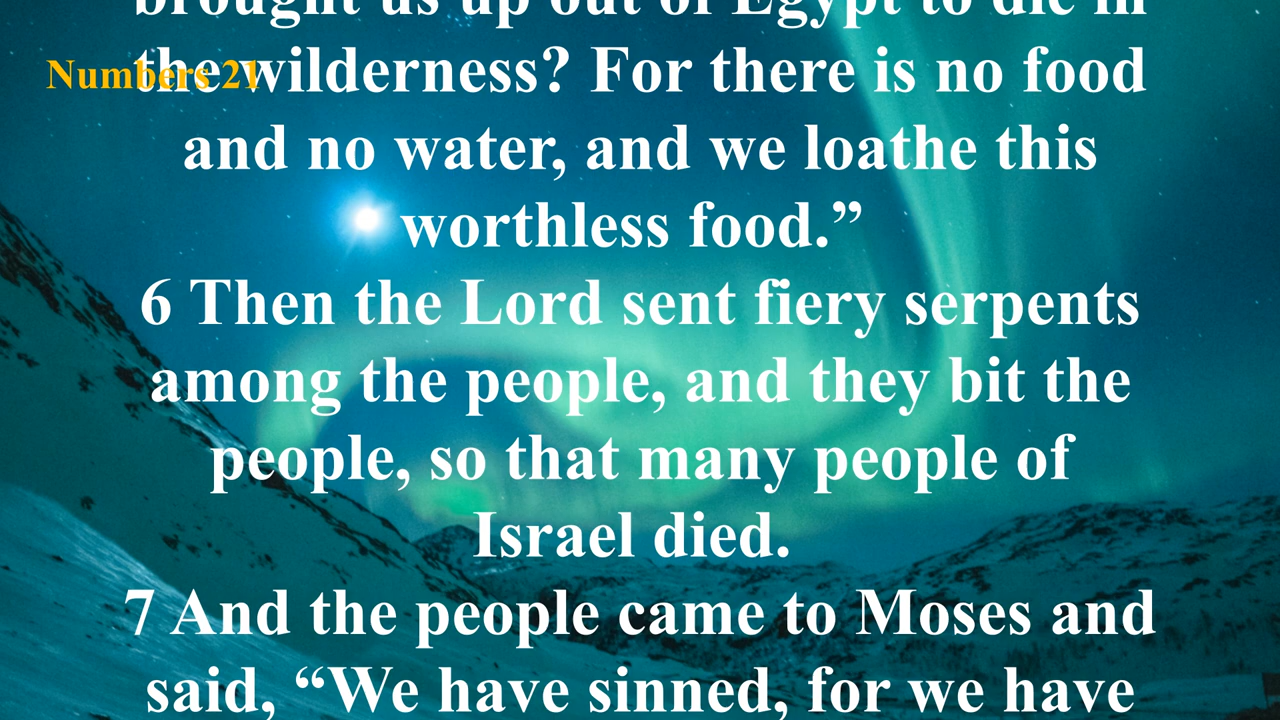 brought us up out of Egypt to die in
Numbers 21
the wilderness? For there is no food
and no water, and we loathe this
worthless food.”
6 Then the Lord sent fiery serpents
among the people, and they bit the
people, so that many people of
Israel died.
7 And the people came to Moses and
said, “We have sinned, for we have